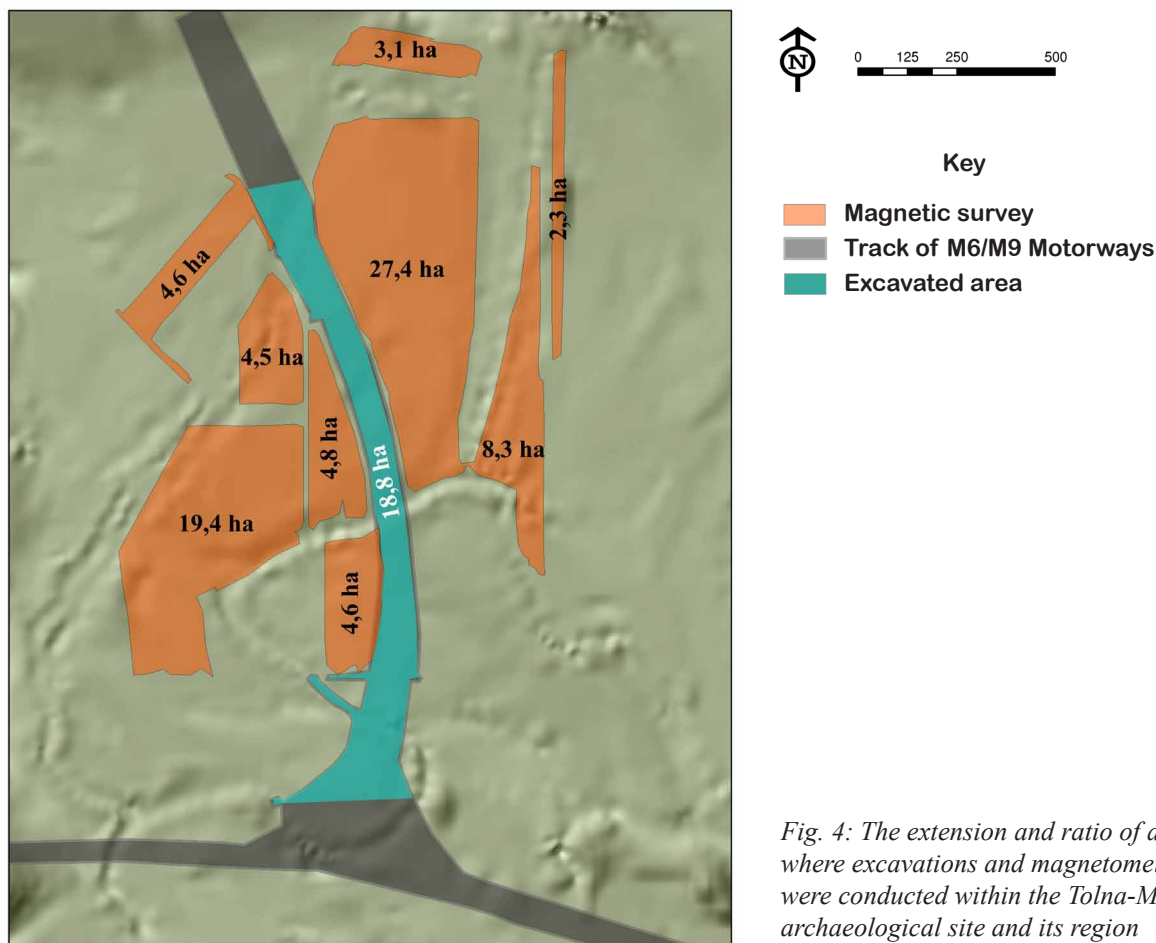 3,1 ha
2,3 ha
4,6 ha
27,4 ha
4,5 ha
4,8 ha
8,3 ha
18,8 ha
19,4 ha
4,6 ha
N
0 125 250 500
Key
Magnetic survey
Track of M6/M9 Motorways
Excavated area
Fig. 4: The extension and ratio of
where excavations and
were conducted within the
archaeological site and its region